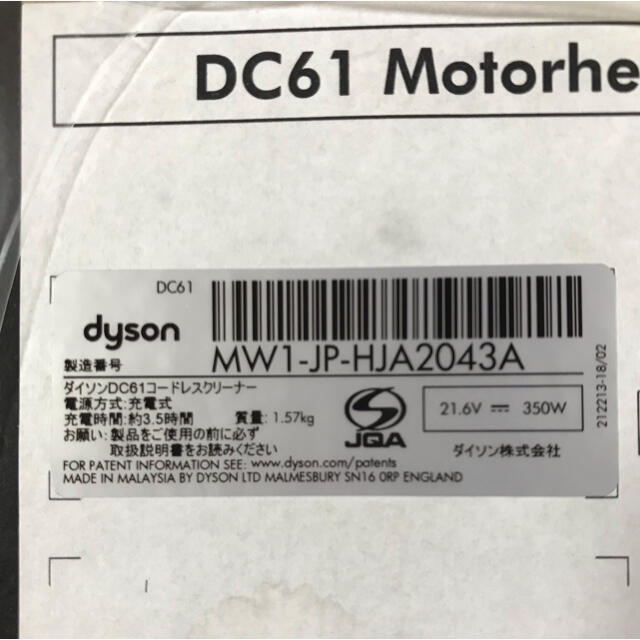 DC61 Motorhe
DC61
dyson
製造番号
MW1-JP-HJA2043A
ダイソンDC61コードレスクリーナー
電源方式:充電式
充電時間:約3.5時間 質量: 1.57kg
お願い:製品をご使用の前に必ず
取扱説明書をお読みください
JQA
21.6V ⎓ 350W
ダイソン株式会社
FOR PATENT INFORMATION SEE: www.dyson.com/patents
MADE IN MALAYSIA BY DYSON LTD MALMESBURY SN16 0RP ENGLAND
212213-18/02